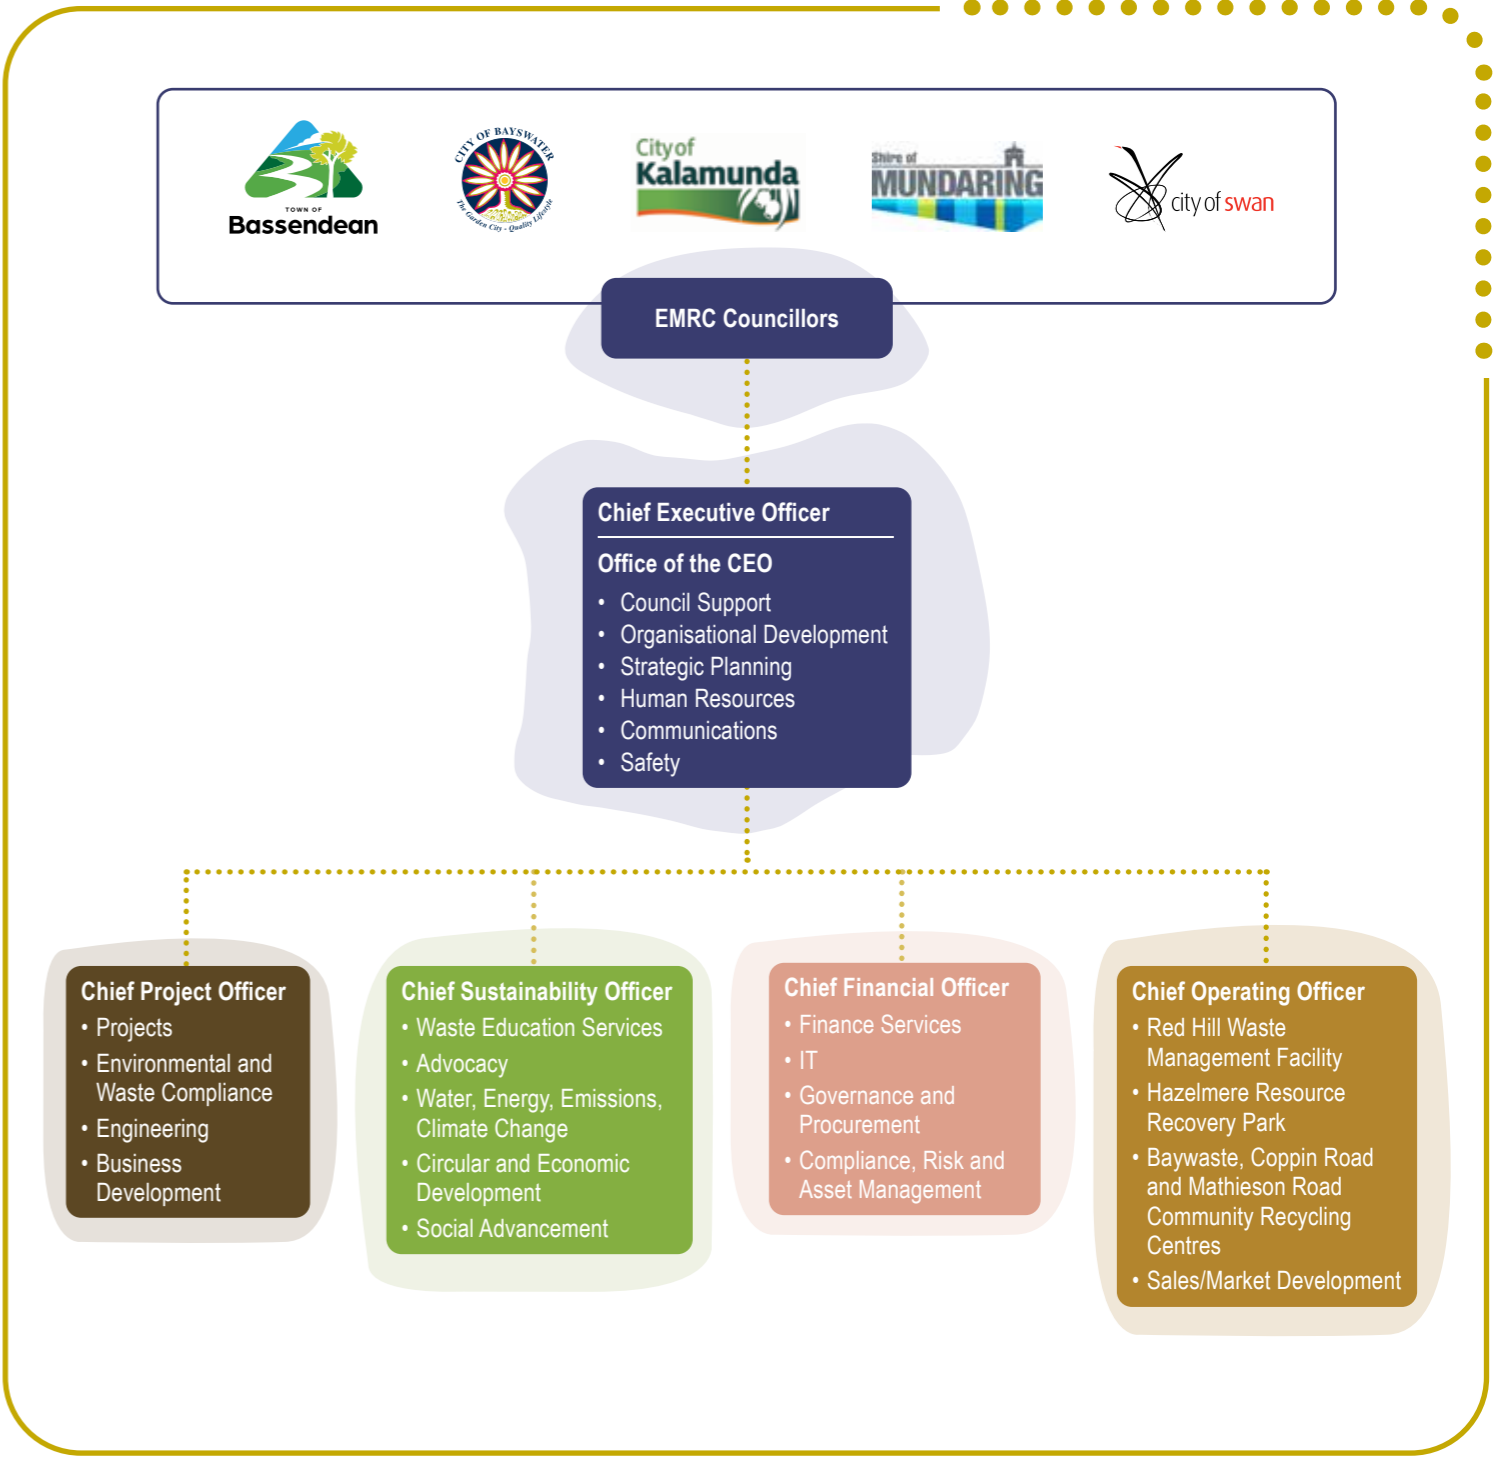 TOWN OF
Bassendean
CITY OF BAYSWATER
The Garden City - Quality Lifestyle
City of
Kalamunda
Shire of
MUNDARING
city of swan
EMRC Councillors
Chief Executive Officer
Office of the CEO
• Council Support
• Organisational Development
• Strategic Planning
• Human Resources
• Communications
• Safety
Chief Project Officer
• Projects
• Environmental and
Waste Compliance
• Engineering
• Business
Development
Chief Sustainability Officer
• Waste Education Services
• Advocacy
• Water, Energy, Emissions,
Climate Change
• Circular and Economic
Development
• Social Advancement
Chief Financial Officer
• Finance Services
• IT
• Governance and
Procurement
• Compliance, Risk and
Asset Management
Chief Operating Officer
• Red Hill Waste
Management Facility
• Hazelmere Resource
Recovery Park
• Baywaste, Coppin Road
and Mathieson Road
Community Recycling
Centres
• Sales/Market Development